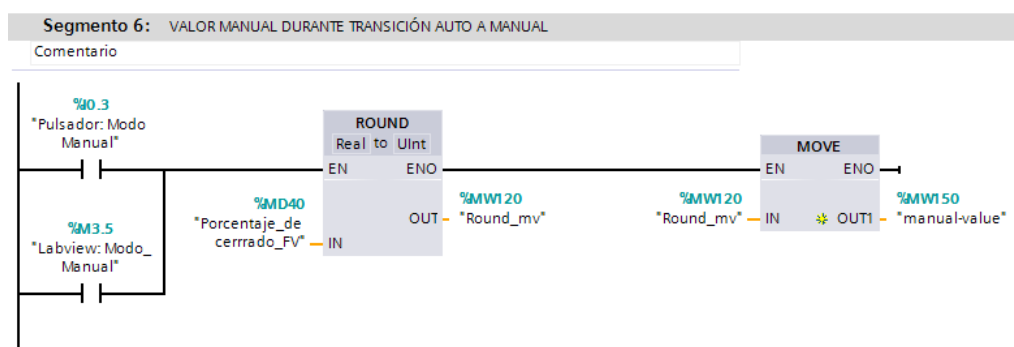 Segmento 6: VALOR MANUAL DURANTE TRANSICIÓN AUTO A MANUAL
Comentario
%I0.3
"Pulsador: Modo
Manual"
%M3.5
"Labview: Modo_
Manual"
ROUND
Real to UInt
EN ENO
%MD40
"Porcentaje_de
cerrrado_FV"
IN
OUT
%MW120
"Round_mv"
MOVE
EN ENO
%MW120
"Round_mv"
IN
OUT1
%MW150
"manual-value"